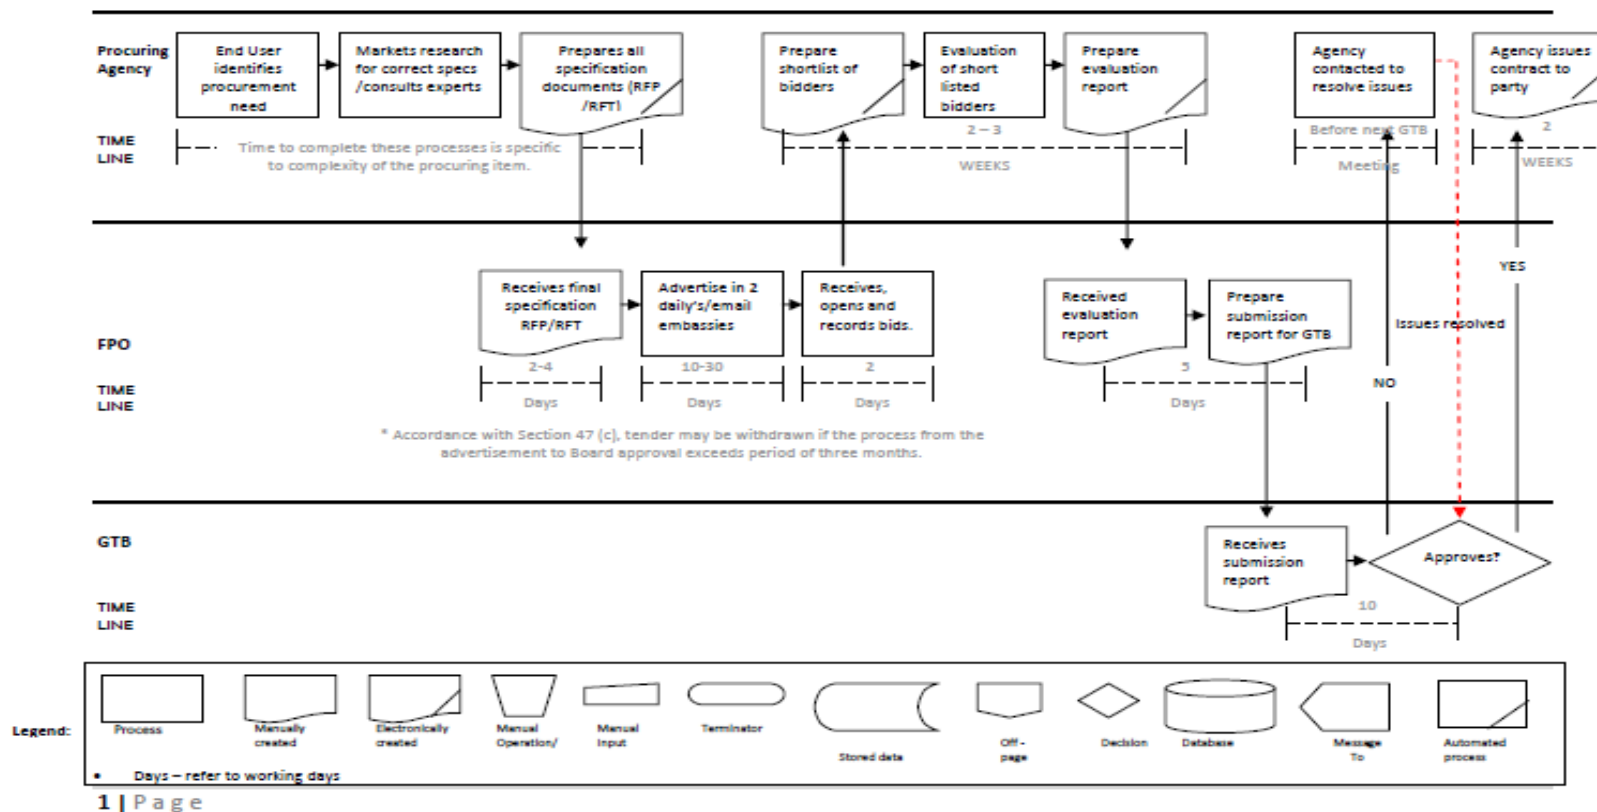 Procuring
Agency
End User
identifies
procurement
need
Markets research
for correct specs
/consults experts
Prepares all
specification
documents (RFP
/RFT)
Prepare
shortlist of
bidders
Evaluation
of short
listed
bidders
Prepare
evaluation
report
Agency
contacted to
resolve issues
Agency issues
contract to
party
TIME
LINE
Time to complete these processes is specific
to complexity of the procuring item.
2 – 3
WEEKS
Before next GTB
Meeting
2
WEEKS
FPO
Receives final
specification
RFP/RFT
Advertise in 2
daily's/email
embassies
Receives,
opens and
records bids.
Received
evaluation
report
Prepare
submission
report for GTB
Issues resolved
YES
NO
TIME
LINE
2-4
Days
10-30
Days
2
Days
5
Days
* Accordance with Section 47 (c), tender may be withdrawn if the process from the
advertisement to Board approval exceeds period of three months.
GTB
Receives
submission
report
Approves?
TIME
LINE
10
Days
Legend:
Process
Manually
created
Electronically
created
Manual
Operation/
Manual
Input
Terminator
Stored data
Off -
page
Decision
Database
Message
To
Automated
process
• Days – refer to working days
1 | Page